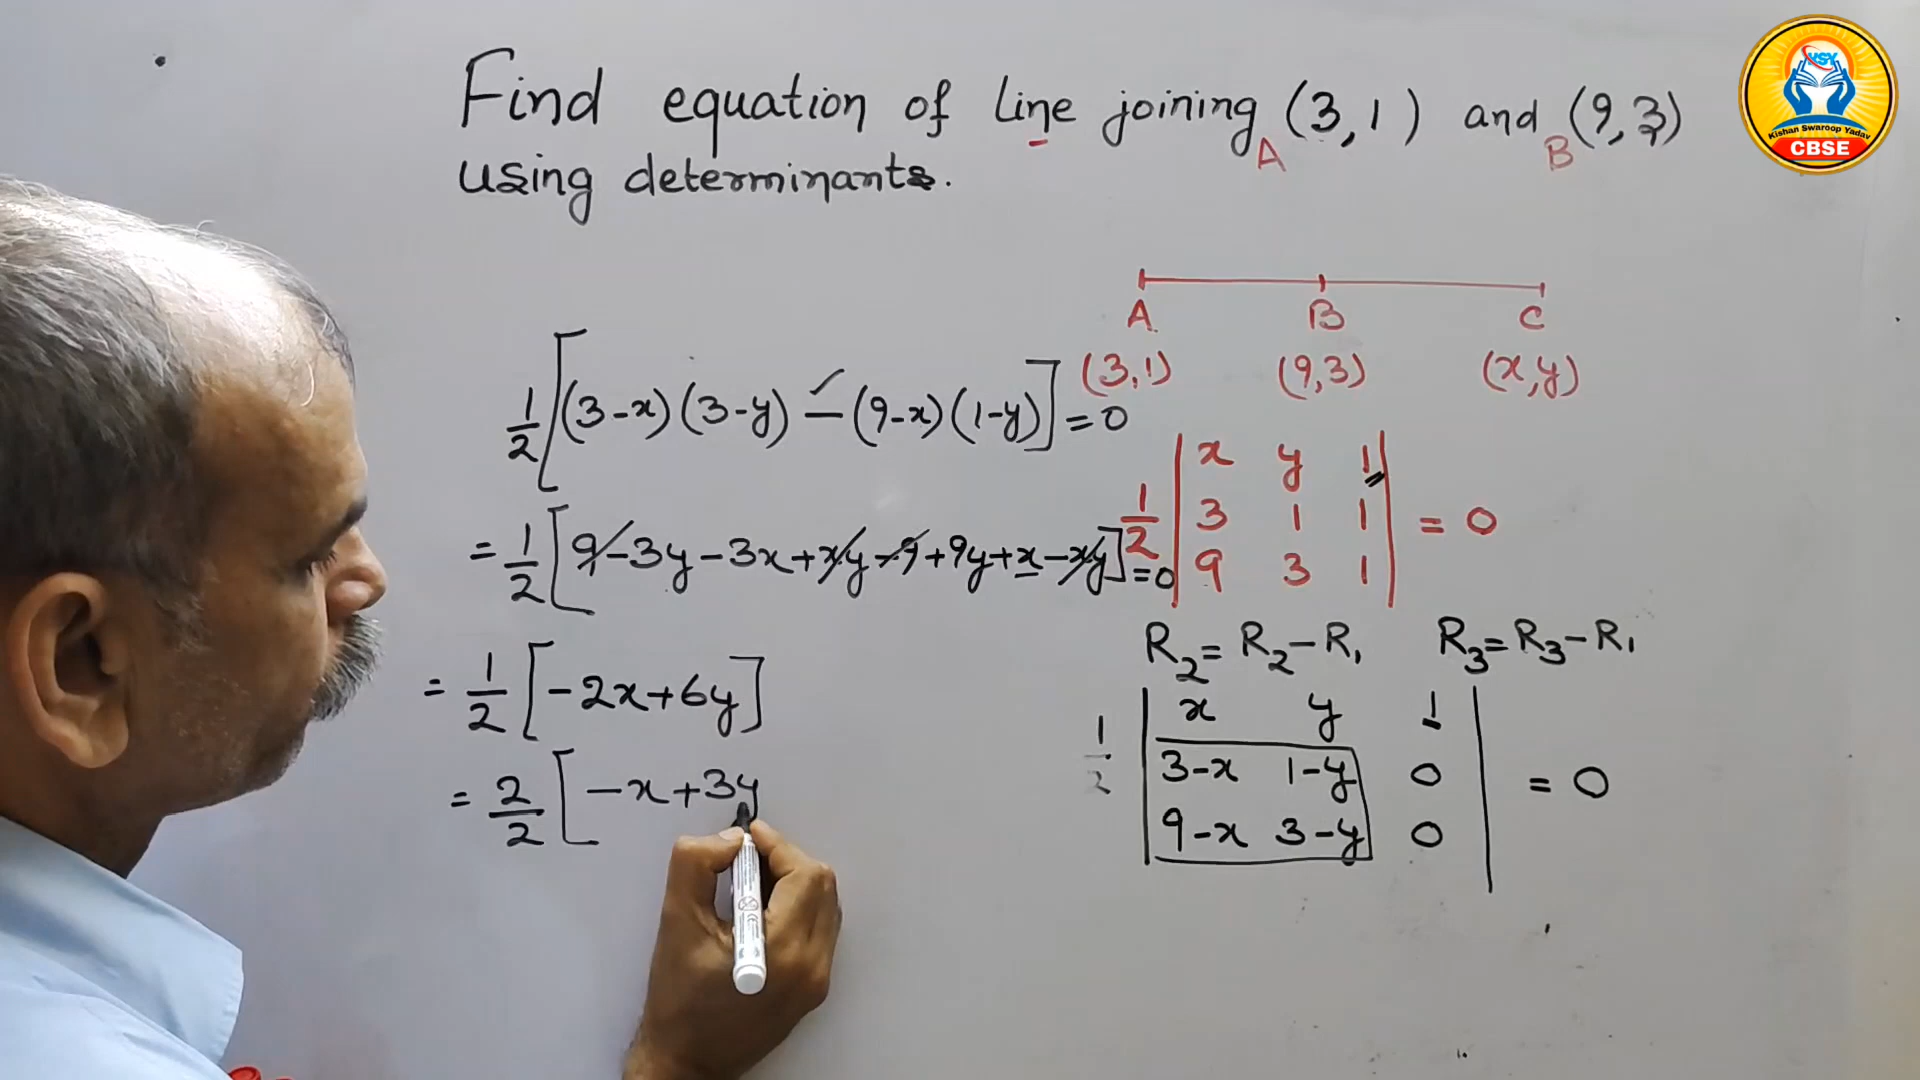 Find equation of line joining (3,1) and (9,3)
A B
using determinants.
A B C
(3,1) (9,3) (x,y)
1/2 [(3-x)(3-y) - (9-x)(1-y)] = 0
= 1/2 [9-3y-3x+xy-9+9y+x-xy] = 0
= 1/2 [-2x+6y]
= 2/2 [-x+3y
1/2 | x y 1 |
| 3 1 1 | = 0
| 9 3 1 |
R₂= R₂-R₁ R₃= R₃-R₁
1/2 | x y 1 |
| 3-x 1-y 0 | = 0
| 9-x 3-y 0 |
KSY
Kishan Swaroop Yadav
CBSE